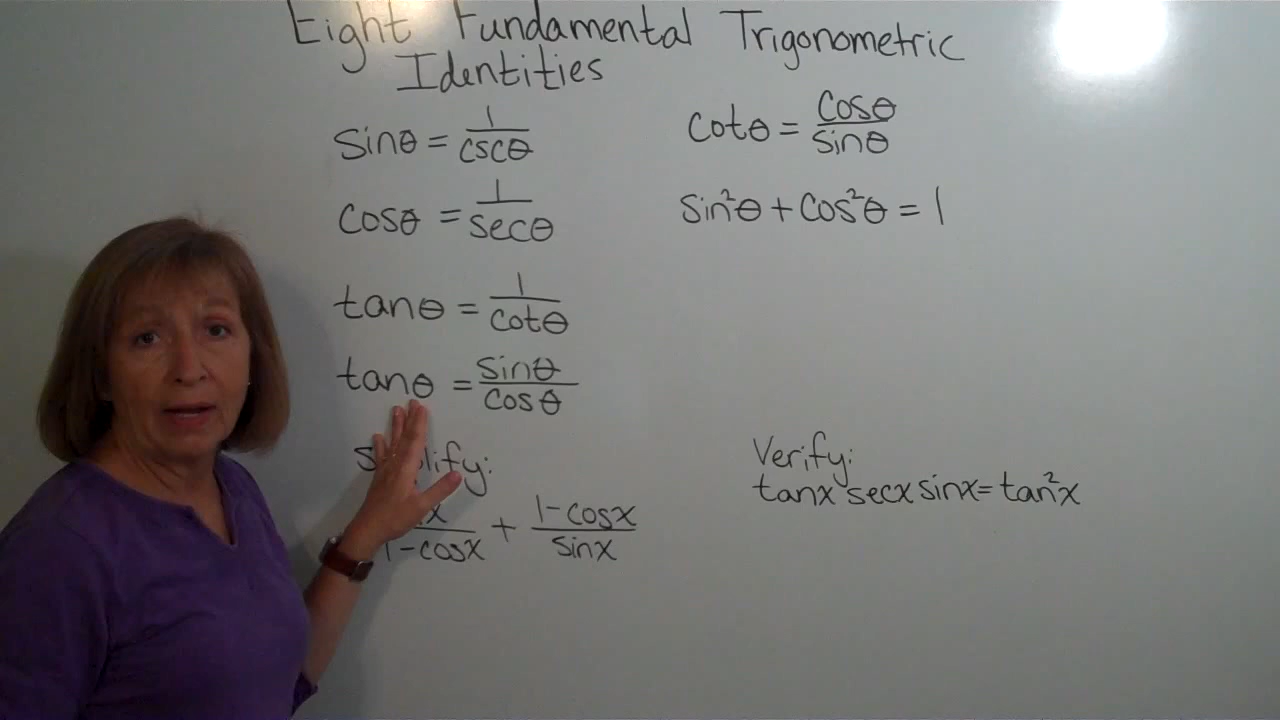 Eight Fundamental Trigonometric
Identities
sinθ = 1/cscθ
cosθ = 1/secθ
tanθ = 1/cotθ
tanθ = sinθ/cosθ
cotθ = cosθ/sinθ
sin²θ + cos²θ = 1
x/1-cosx + 1-cosx/sinx
Verify:
tanx secx sinx = tan²x